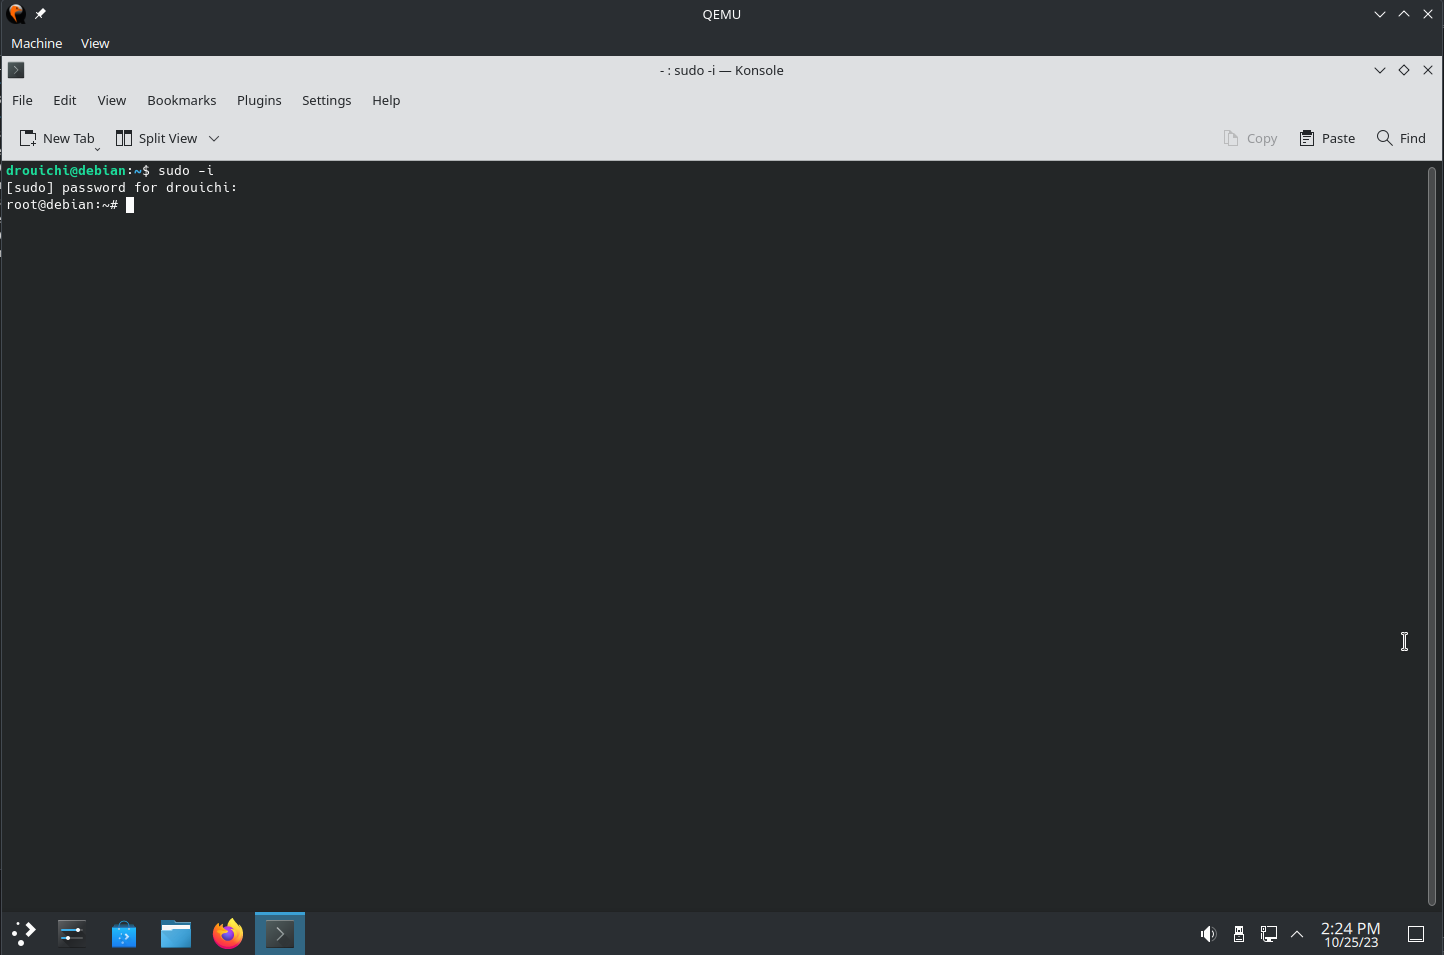 QEMU
Machine View
- : sudo -i — Konsole
File Edit View Bookmarks Plugins Settings Help
New Tab Split View Copy Paste Find
drouichi@debian:~$ sudo -i
[sudo] password for drouichi:
root@debian:~#
2:24 PM
10/25/23